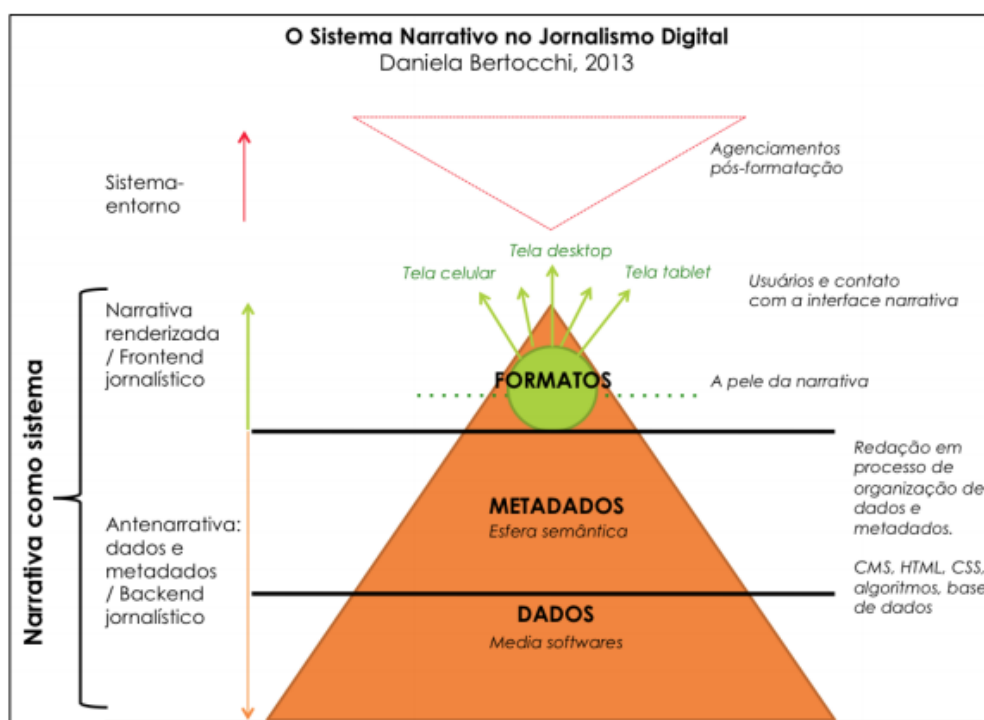 O Sistema Narrativo no Jornalismo Digital
Daniela Bertocchi, 2013
Agenciamentos
pós-formatação
Sistema-
entorno
Tela desktop
Tela celular
Tela tablet
Usuários e contato
com a interface narrativa
Narrativa
renderizada
/ Frontend
jornalístico
FORMATOS
A pele da narrativa
Narrativa como sistema
Redação em
processo de
organização de
dados e
metadados.
METADADOS
Esfera semântica
Antenarrativa:
dados e
metadados
/ Backend
jornalístico
CMS, HTML, CSS,
algoritmos, base
de dados
DADOS
Media softwares